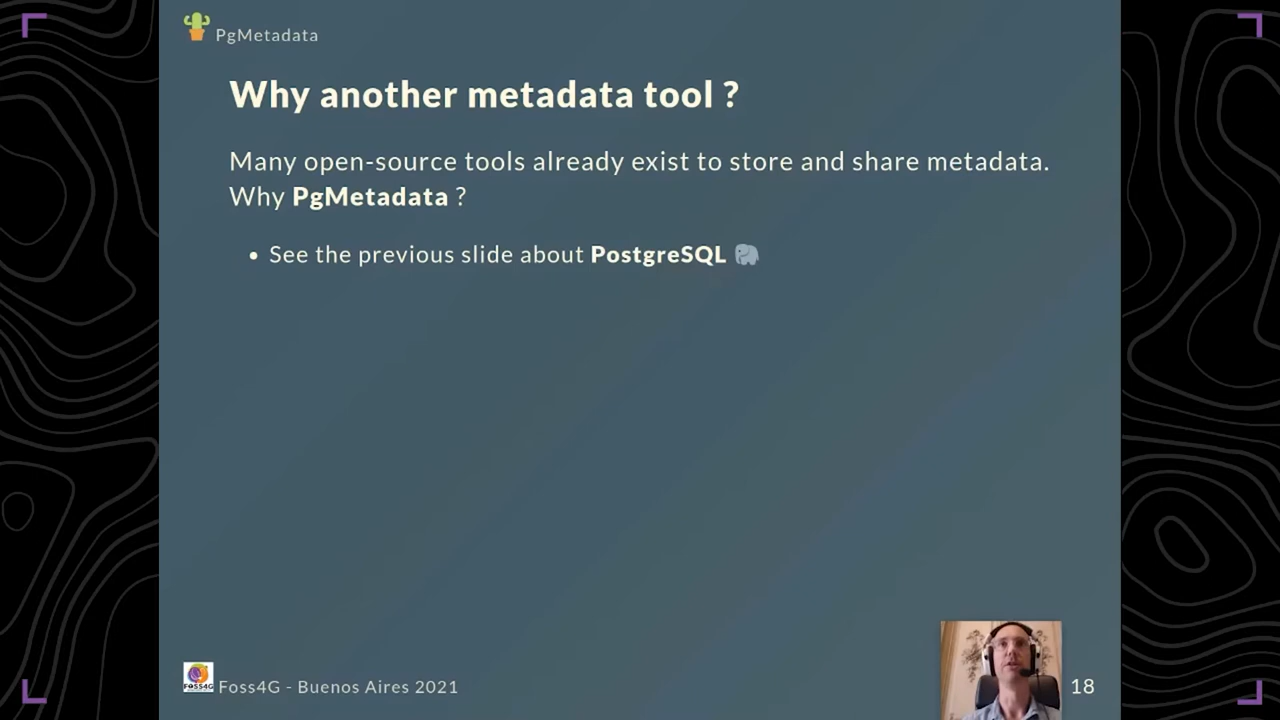 PgMetadata
Why another metadata tool ?
Many open-source tools already exist to store and share metadata.
Why PgMetadata ?
• See the previous slide about PostgreSQL 🐘
FOSS4G
Foss4G - Buenos Aires 2021
18